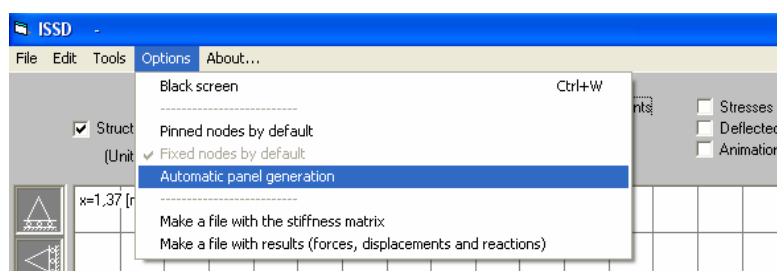 ISSD -
File Edit Tools Options About...
Black screen Ctrl+W
------------------------
Pinned nodes by default
Fixed nodes by default
Automatic panel generation
------------------------
Make a file with the stiffness matrix
Make a file with results (forces, displacements and reactions)
Struct
(Unit
nts
Stresses
Deflected
Animation
x=1,37 [